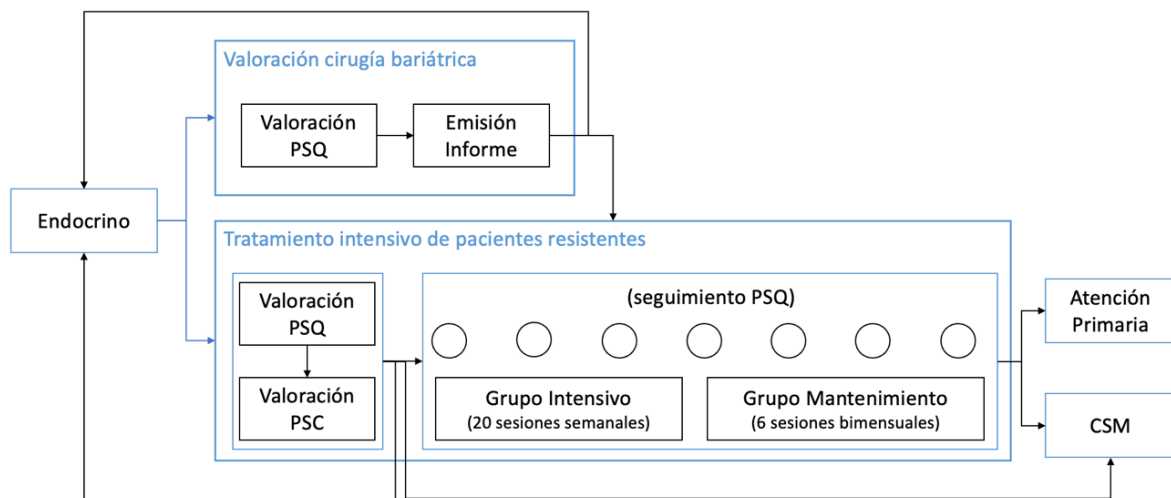 Valoración cirugía bariátrica
Valoración
PSQ
Emisión
Informe
Endocrino
Tratamiento intensivo de pacientes resistentes
Valoración
PSQ
Valoración
PSC
(seguimiento PSQ)
Grupo Intensivo
(20 sesiones semanales)
Grupo Mantenimiento
(6 sesiones bimensuales)
Atención
Primaria
CSM